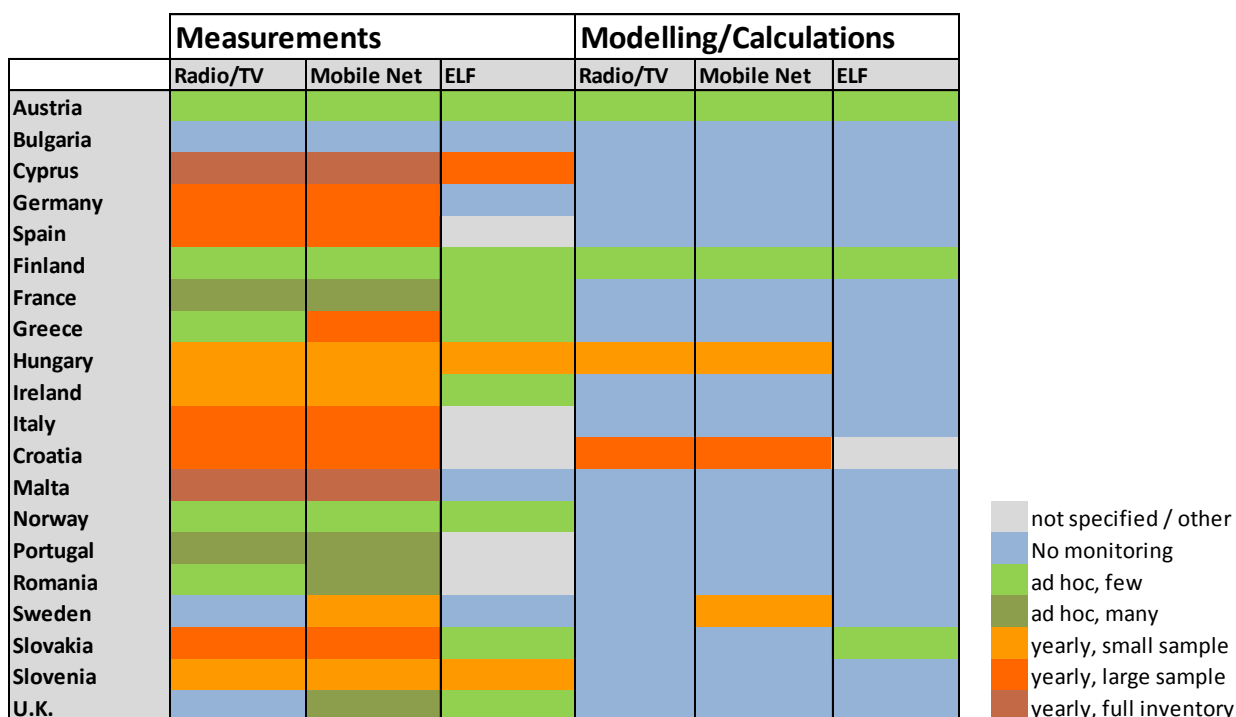 Measurements Modelling/Calculations
Radio/TV Mobile Net ELF Radio/TV Mobile Net ELF
Austria
Bulgaria
Cyprus
Germany
Spain
Finland
France
Greece
Hungary
Ireland
Italy
Croatia
Malta
Norway
Portugal
Romania
Sweden
Slovakia
Slovenia
U.K.
not specified / other
No monitoring
ad hoc, few
ad hoc, many
yearly, small sample
yearly, large sample
yearly, full inventory